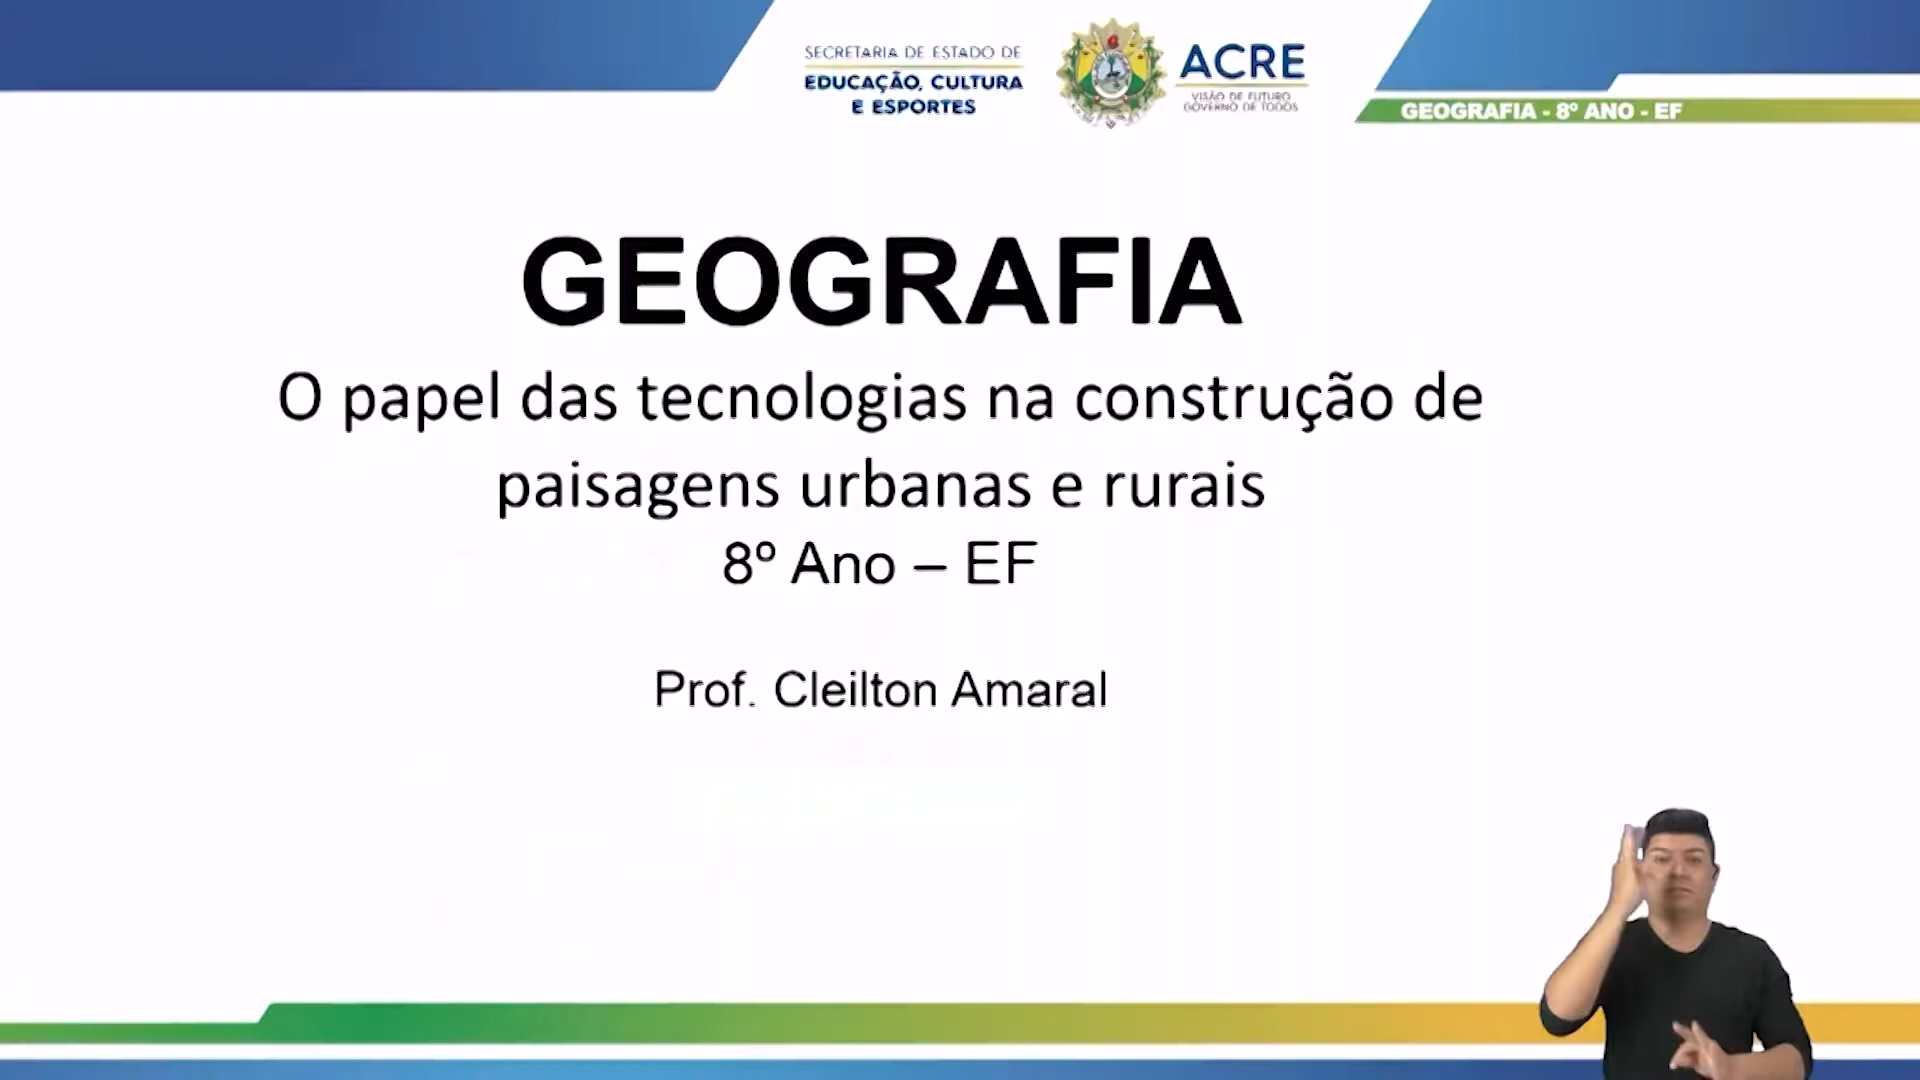 SECRETARIA DE ESTADO DE
EDUCAÇÃO, CULTURA
E ESPORTES
ACRE
VISÃO DE FUTURO
GOVERNO DE TODOS
GEOGRAFIA - 8º ANO - EF
GEOGRAFIA
O papel das tecnologias na construção de
paisagens urbanas e rurais
8º Ano – EF
Prof. Cleilton Amaral